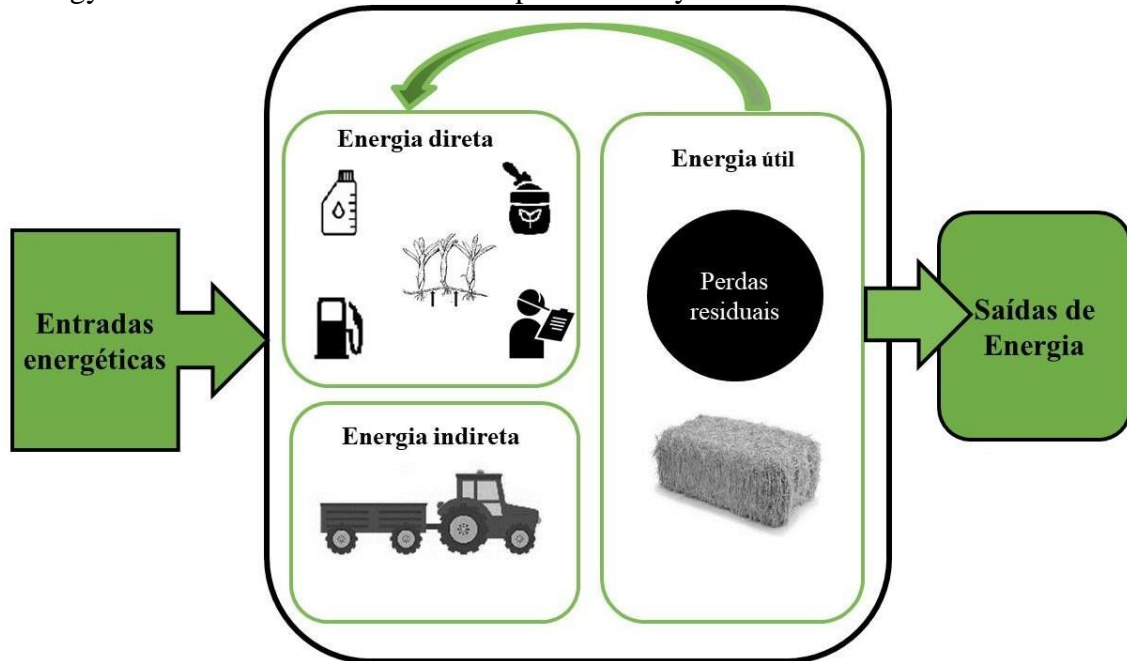 Energia direta
Energia útil
Perdas
residuais
Entradas
energéticas
Saídas de
Energia
Energia indireta